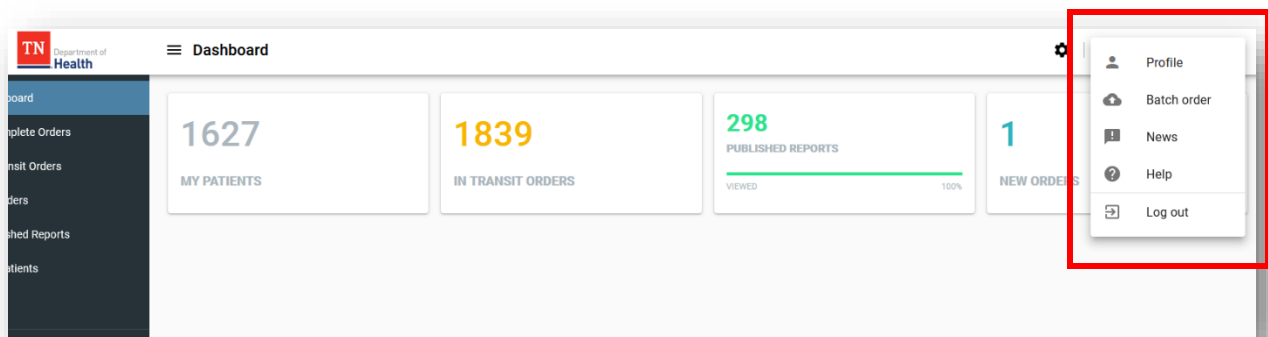 TN Department of
Health
Dashboard
board
mplete Orders
nsit Orders
ders
shed Reports
atients
1627
MY PATIENTS
1839
IN TRANSIT ORDERS
298
PUBLISHED REPORTS
VIEWED 100%
1
NEW ORDERS
Profile
Batch order
News
Help
Log out